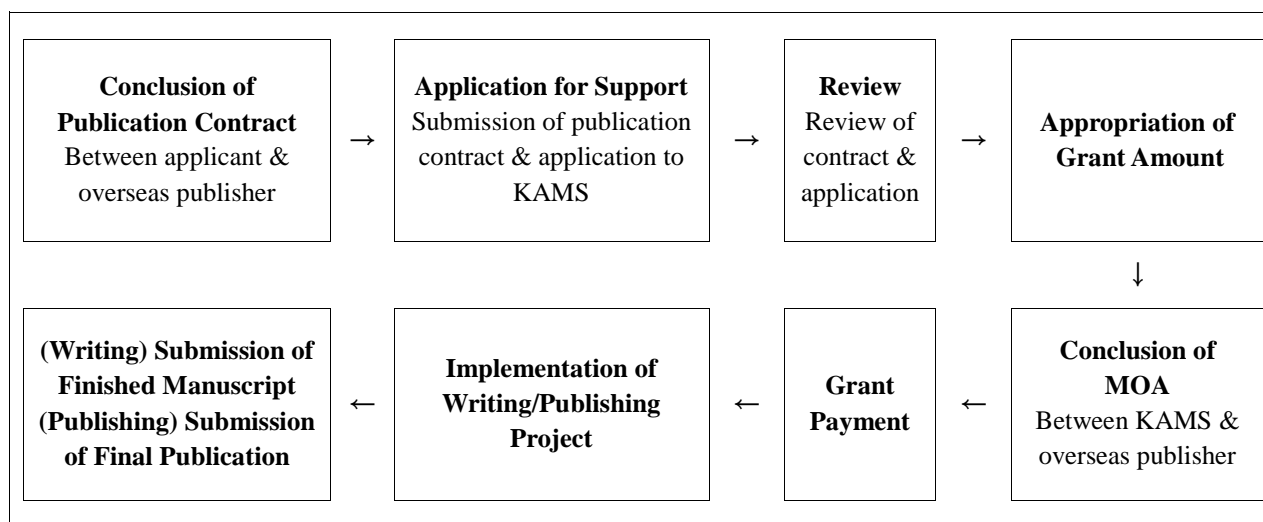 Conclusion of
Publication Contract
Between applicant &
overseas publisher
→
Application for Support
Submission of publication
contract & application to
KAMS
→
Review
Review of
contract &
application
→
Appropriation of
Grant Amount
↓
Conclusion of
MOA
Between KAMS &
overseas publisher
←
Grant
Payment
←
Implementation of
Writing/Publishing
Project
←
(Writing) Submission of
Finished Manuscript
(Publishing) Submission
of Final Publication